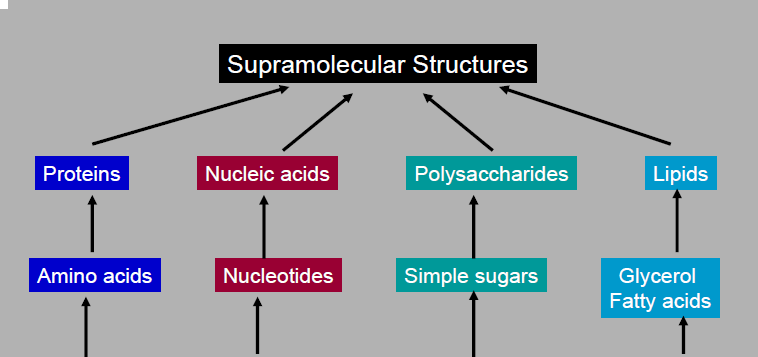 Supramolecular Structures
Proteins
Nucleic acids
Polysaccharides
Lipids
Amino acids
Nucleotides
Simple sugars
Glycerol
Fatty acids